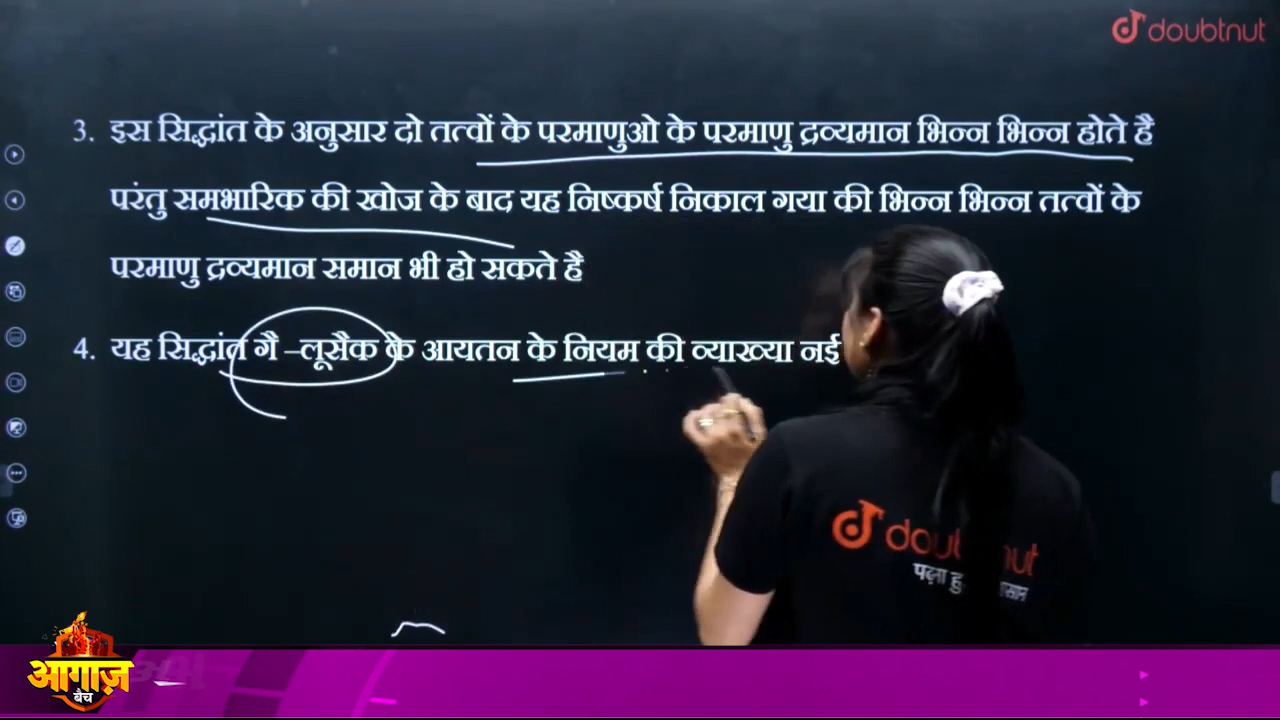 doubtnut
3. इस सिद्धांत के अनुसार दो तत्वों के परमाणुओ के परमाणु द्रव्यमान भिन्न भिन्न होते है
परंतु समभारिक की खोज के बाद यह निष्कर्ष निकाल गया की भिन्न भिन्न तत्वों के
परमाणु द्रव्यमान समान भी हो सकते है
4. यह सिद्धांत गै –लूसैक के आयतन के नियम की व्याख्या नई
पढ़ना
आगाज़
बैच